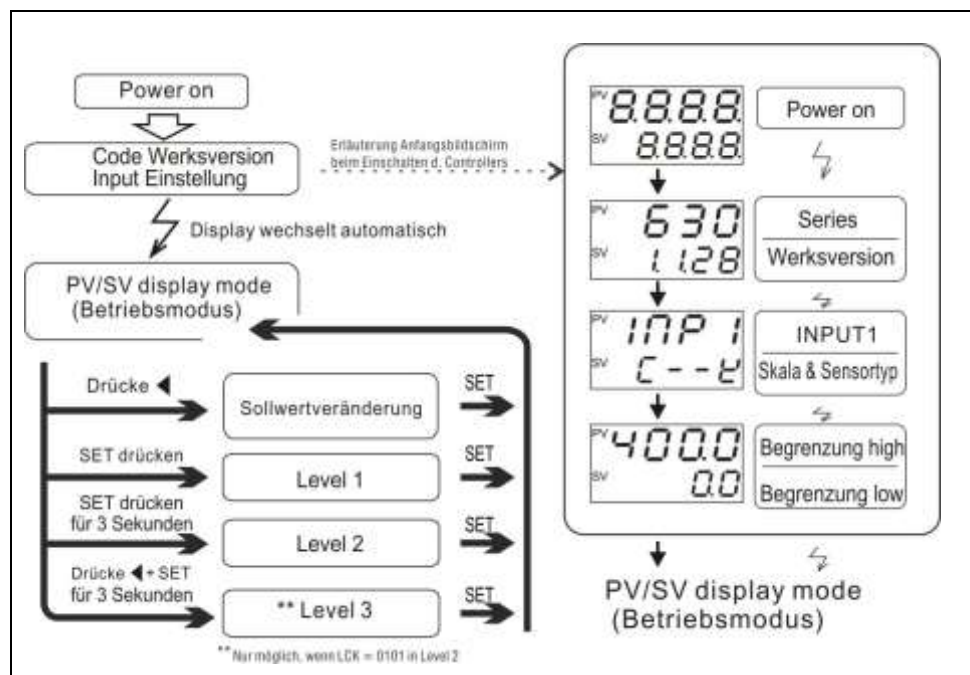 Power on
Code Werksversion
Input Einstellung
Erläuterung Anfangsbildschirm
beim Einschalten d. Controllers
Display wechselt automatisch
PV/SV display mode
(Betriebsmodus)
Drücke ◀
Sollwertveränderung
SET
SET drücken
Level 1
SET
SET drücken
für 3 Sekunden
Level 2
SET
Drücke ◀ + SET
für 3 Sekunden
** Level 3
SET
** Nur möglich, wenn LCK = 0101 in Level 2
PV 8.8.8.8.
SV 8.8.8.8.
Power on
PV 630
SV 1.1.28
Series
Werksversion
PV INP1
SV
INPUT1
Skala & Sensortyp
PV 400.0
SV 0.0
Begrenzung high
Begrenzung low
PV/SV display mode
(Betriebsmodus)